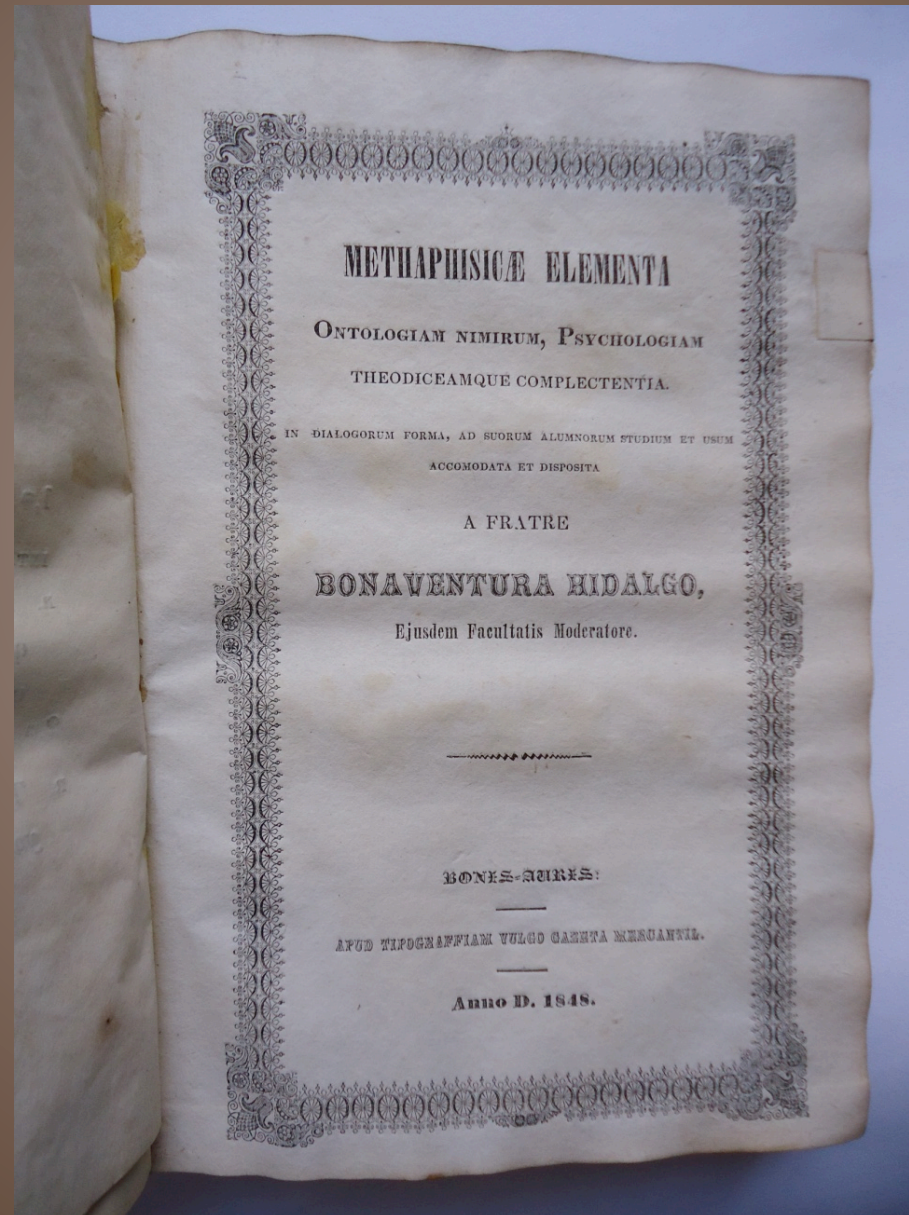 METHAPHISICÆ ELEMENTA
ONTOLOGIAM NIMIRUM, PSYCHOLOGIAM
THEODICEAMQUE COMPLECTENTIA.
IN DIALOGORUM FORMA, AD SUORUM ALUMNORUM STUDIUM ET USUM
ACCOMODATA ET DISPOSITA
A FRATRE
BONAVENTURA HIDALGO,
Ejusdem Facultatis Moderatore.
BONIS-AURIS:
APUD TIPOGRAFFIAM VULGO GAZETA MERCANTIL.
Anno D. 1848.